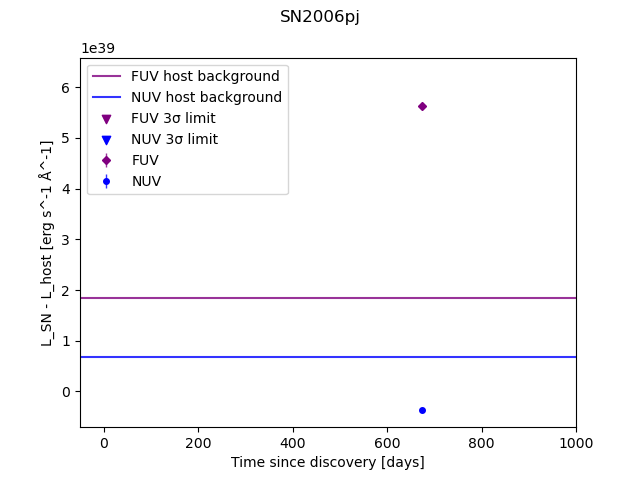 SN2006pj
1e39
FUV host background
NUV host background
FUV 3σ limit
NUV 3σ limit
FUV
NUV
6
5
4
3
2
1
0
L_SN - L_host [erg s^-1 Å^-1]
0 200 400 600 800 1000
Time since discovery [days]